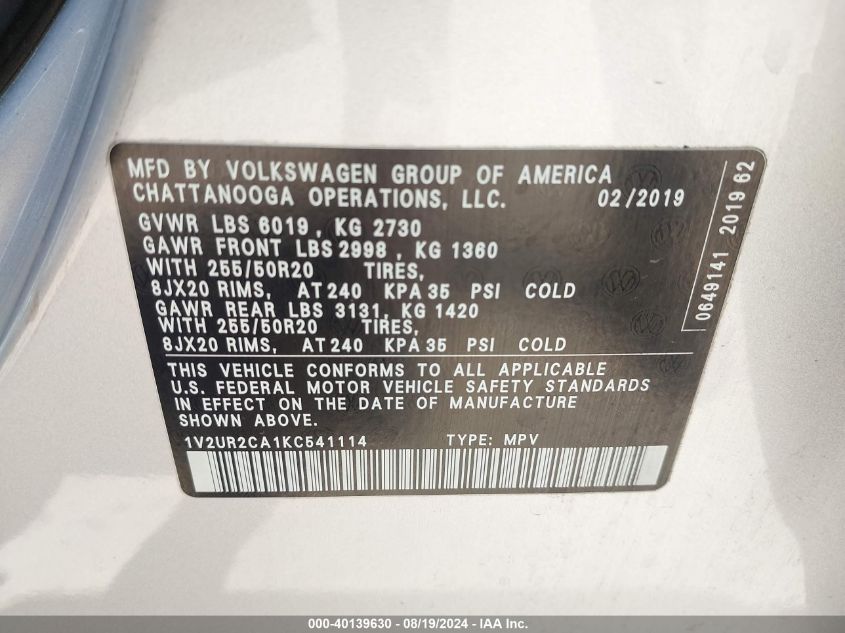 MFD BY VOLKSWAGEN GROUP OF AMERICA
CHATTANOOGA OPERATIONS, LLC. 02/2019
GVWR LBS 6019, KG 2730
GAWR FRONT LBS 2998, KG 1360
WITH 255/50R20 TIRES,
8JX20 RIMS, AT 240 KPA 35 PSI COLD
GAWR REAR LBS 3131, KG 1420
WITH 255/50R20 TIRES,
8JX20 RIMS, AT 240 KPA 35 PSI COLD
THIS VEHICLE CONFORMS TO ALL APPLICABLE
U.S. FEDERAL MOTOR VEHICLE SAFETY STANDARDS
IN EFFECT ON THE DATE OF MANUFACTURE
SHOWN ABOVE.
1V2UR2CA1KC541114 TYPE: MPV
0649141 2019 62
000-40139630 - 08/19/2024 - IAA Inc.